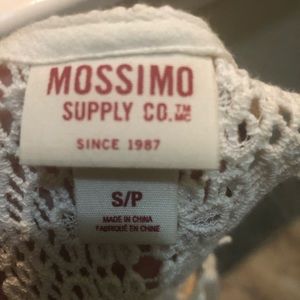 MOSSIMO
SUPPLY CO.™ MC
SINCE 1987
S/P
MADE IN CHINA
FABRIQUÉ EN CHINE